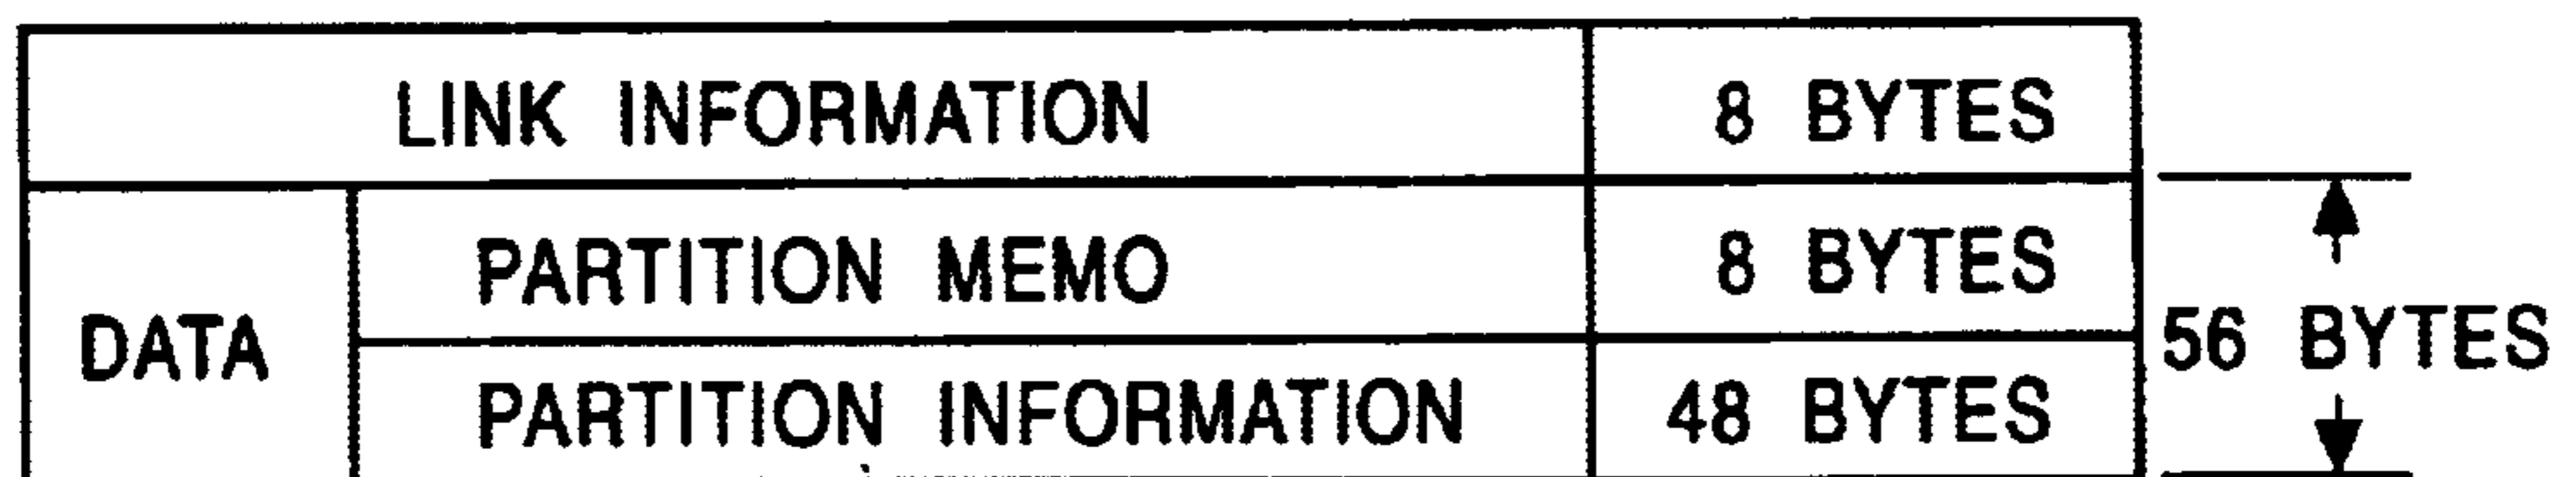 LINK INFORMATION 8 BYTES
PARTITION MEMO 8 BYTES
DATA 56 BYTES
PARTITION INFORMATION 48 BYTES